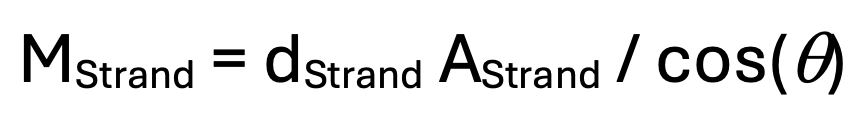 M_Strand = d_Strand A_Strand / cos(θ)